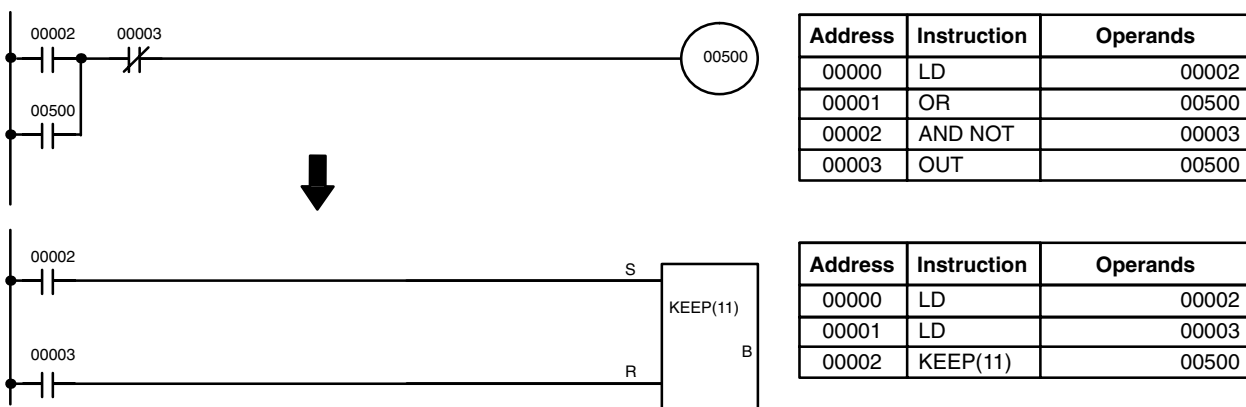 00002 00003
00500
00500
Address Instruction Operands
00000 LD 00002
00001 OR 00500
00002 AND NOT 00003
00003 OUT 00500
00002
S
KEEP(11)
B
00003
R
Address Instruction Operands
00000 LD 00002
00001 LD 00003
00002 KEEP(11) 00500